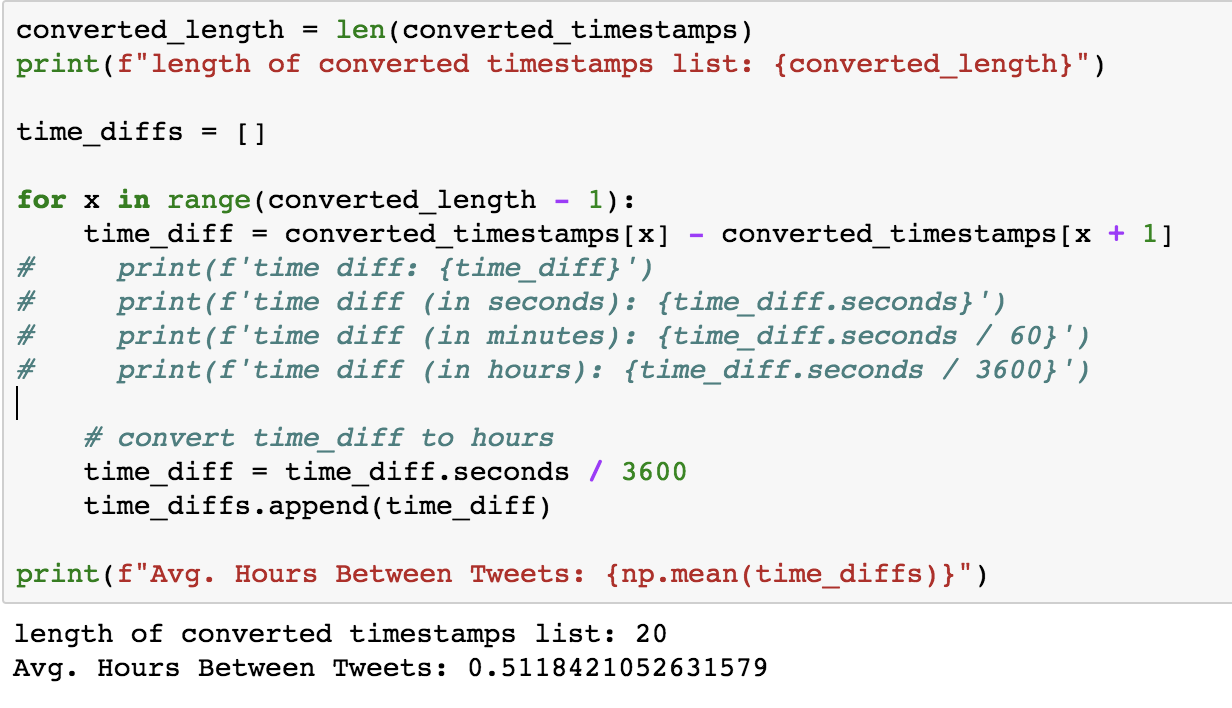 converted_length = len(converted_timestamps)
print(f"length of converted timestamps list: {converted_length}")

time_diffs = []

for x in range(converted_length - 1):
    time_diff = converted_timestamps[x] - converted_timestamps[x + 1]
#     print(f'time diff: {time_diff}')
#     print(f'time diff (in seconds): {time_diff.seconds}')
#     print(f'time diff (in minutes): {time_diff.seconds / 60}')
#     print(f'time diff (in hours): {time_diff.seconds / 3600}')

    # convert time_diff to hours
    time_diff = time_diff.seconds / 3600
    time_diffs.append(time_diff)

print(f"Avg. Hours Between Tweets: {np.mean(time_diffs)}")
length of converted timestamps list: 20
Avg. Hours Between Tweets: 0.5118421052631579